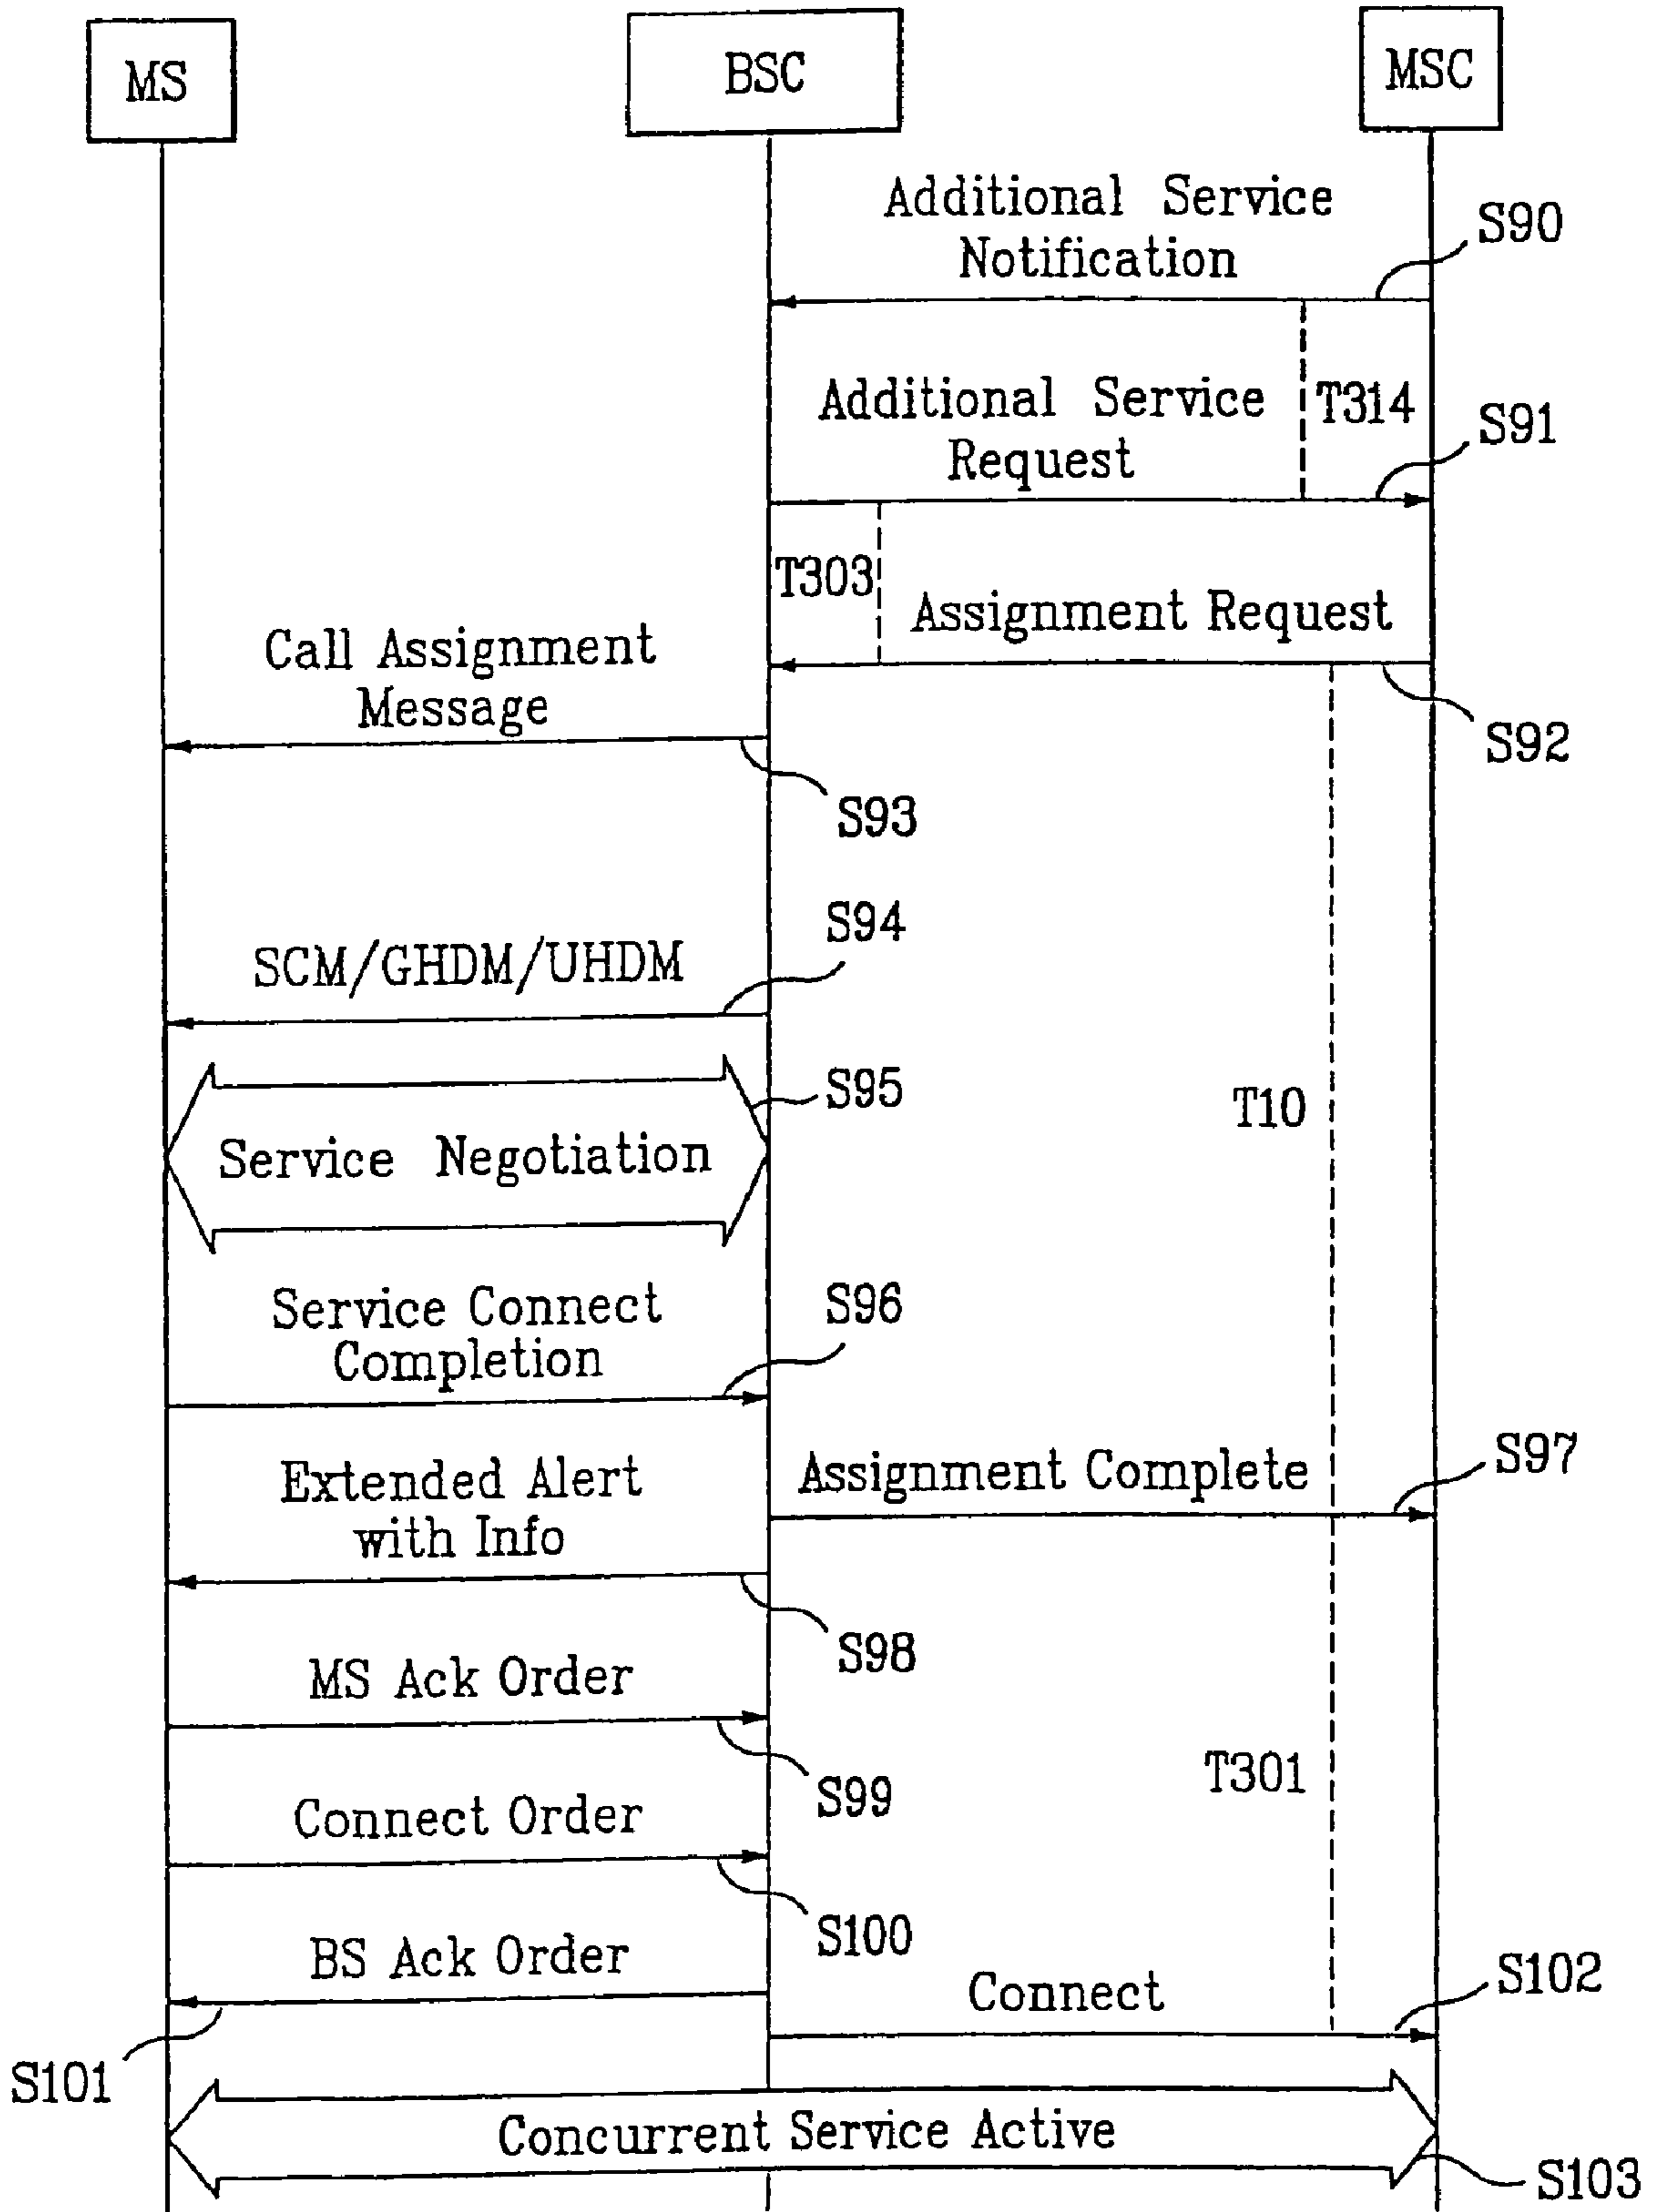 MS
BSC
MSC
Additional Service
Notification
S90
Additional Service
Request
T314
S91
T303
Assignment Request
Call Assignment
Message
S92
S93
S94
SCM/GHDM/UHDM
S95
T10
Service Negotiation
Service Connect
Completion
S96
Extended Alert
with Info
Assignment Complete
S97
S98
MS Ack Order
T301
S99
Connect Order
S100
BS Ack Order
Connect
S102
S101
Concurrent Service Active
S103